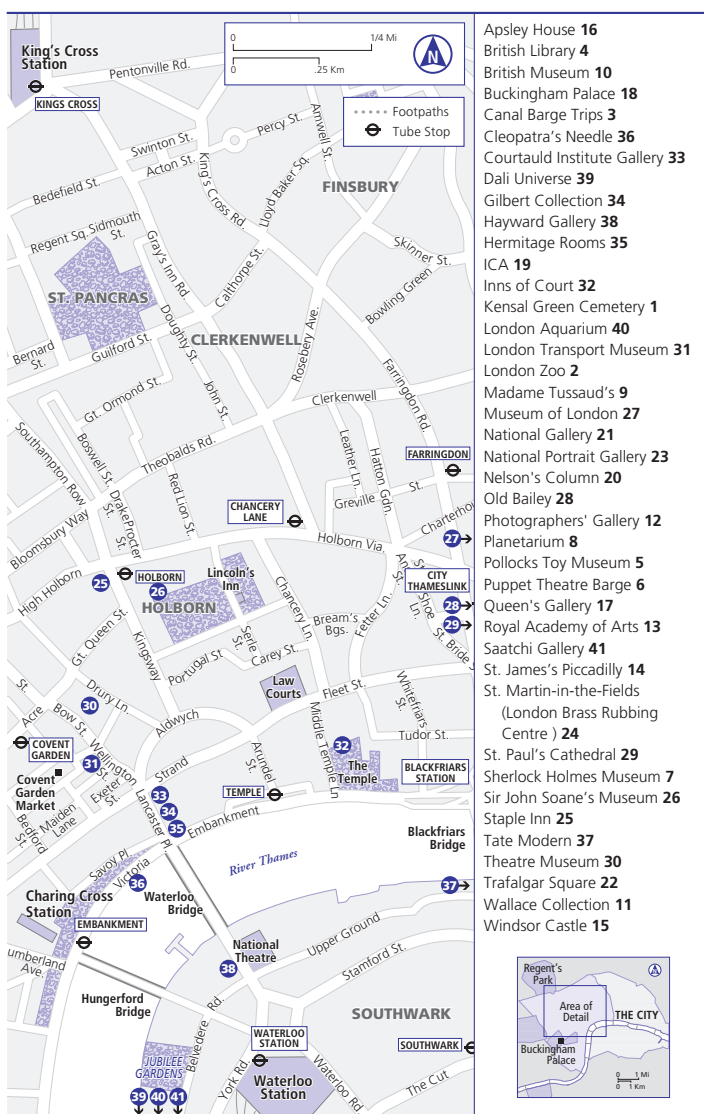 King's Cross
Station
KINGS CROSS
Pentonville Rd.
0 1/4 Mi
0 .25 Km
N
Footpaths
Tube Stop
Swinton St.
Acton St.
Percy St.
Amwell St.
King's Cross Rd.
Lloyd Baker Sq.
FINSBURY
Bedefield St.
Regent Sq.
Sidmouth
St.
Gray's Inn Rd.
Calthorpe St.
Skinner St.
Bowling Green
ST. PANCRAS
CLERKENWELL
Bernard
St.
Guilford St.
Doughty St.
John St.
Rosebery Ave.
Farringdon Rd.
Gt. Ormond St.
Clerkenwell
Southampton Row
Boswell St.
Theobalds Rd.
Leather Ln.
Hatton Gdn.
FARRINGDON
Drake
St.
Procter
St.
Red Lion St.
Greville St.
CHANCERY
LANE
Bloomsbury Way
Holborn Via
Charterhou
27
High Holborn
25
HOLBORN
26
HOLBORN
Lincoln's
Inn
CITY
THAMESLINK
28
29
Shoe
Ln.
St. Bride S
Gt. Queen St.
Kingsway
Chancery Ln.
Bream's
Bgs.
Fetter Ln.
Portugal St.
Serle
St.
Carey St.
Law
Courts
Fleet St.
Whitefriars
St.
Tudor St.
St.
Acre
Drury Ln.
30
Bow St.
Aldwych
COVENT
GARDEN
31
Wellington
St.
Exeter
St.
Strand
Arundel
St.
Middle Temple Ln
32
The
Temple
BLACKFRIARS
STATION
Covent
Garden
Market
Maiden
Lane
Bedford
St.
Lancaster Pl.
33
34
35
TEMPLE
Embankment
Blackfriars
Bridge
Savoy Pl.
Victoria
River Thames
36
Waterloo
Bridge
37
Charing Cross
Station
EMBANKMENT
umberland
Ave.
National
Theatre
38
Upper Ground
Stamford St.
Hungerford
Bridge
Belvedere Rd.
SOUTHWARK
WATERLOO
STATION
SOUTHWARK
JUBILEE
GARDENS
York Rd.
Waterloo
Station
Waterloo Rd.
The Cut
39 40 41
Apsley House 16
British Library 4
British Museum 10
Buckingham Palace 18
Canal Barge Trips 3
Cleopatra's Needle 36
Courtauld Institute Gallery 33
Dali Universe 39
Gilbert Collection 34
Hayward Gallery 38
Hermitage Rooms 35
ICA 19
Inns of Court 32
Kensal Green Cemetery 1
London Aquarium 40
London Transport Museum 31
London Zoo 2
Madame Tussaud's 9
Museum of London 27
National Gallery 21
National Portrait Gallery 23
Nelson's Column 20
Old Bailey 28
Photographers' Gallery 12
Planetarium 8
Pollocks Toy Museum 5
Puppet Theatre Barge 6
Queen's Gallery 17
Royal Academy of Arts 13
Saatchi Gallery 41
St. James's Piccadilly 14
St. Martin-in-the-Fields
(London Brass Rubbing
Centre ) 24
St. Paul's Cathedral 29
Sherlock Holmes Museum 7
Sir John Soane's Museum 26
Staple Inn 25
Tate Modern 37
Theatre Museum 30
Trafalgar Square 22
Wallace Collection 11
Windsor Castle 15
Regent's
Park
Area of
Detail
THE CITY
Buckingham
Palace
0 1 Mi
0 1 Km